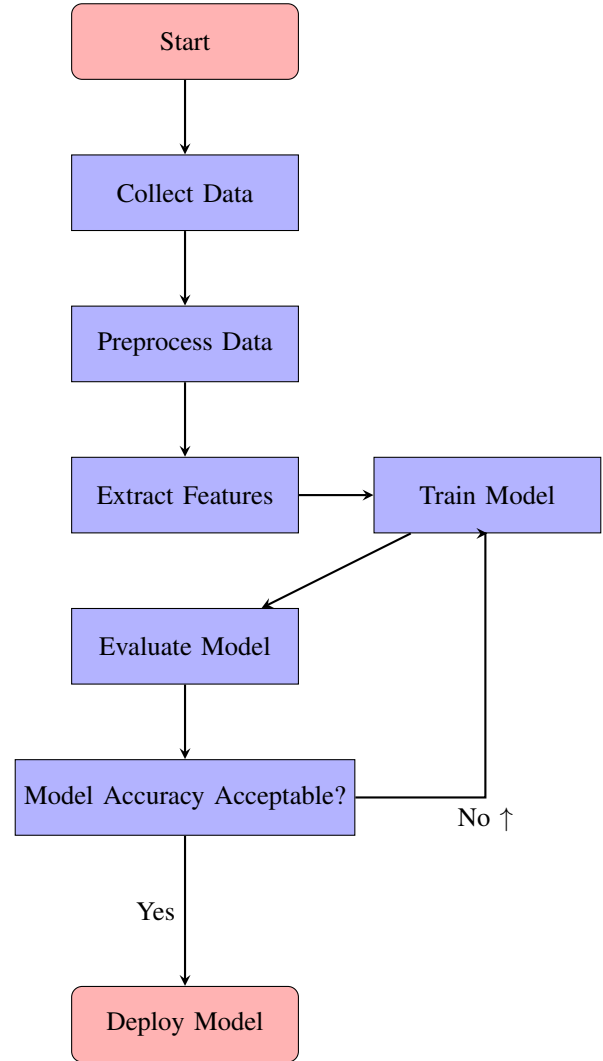 Start
Collect Data
Preprocess Data
Extract Features
Train Model
Evaluate Model
Model Accuracy Acceptable?
No ↑
Yes
Deploy Model